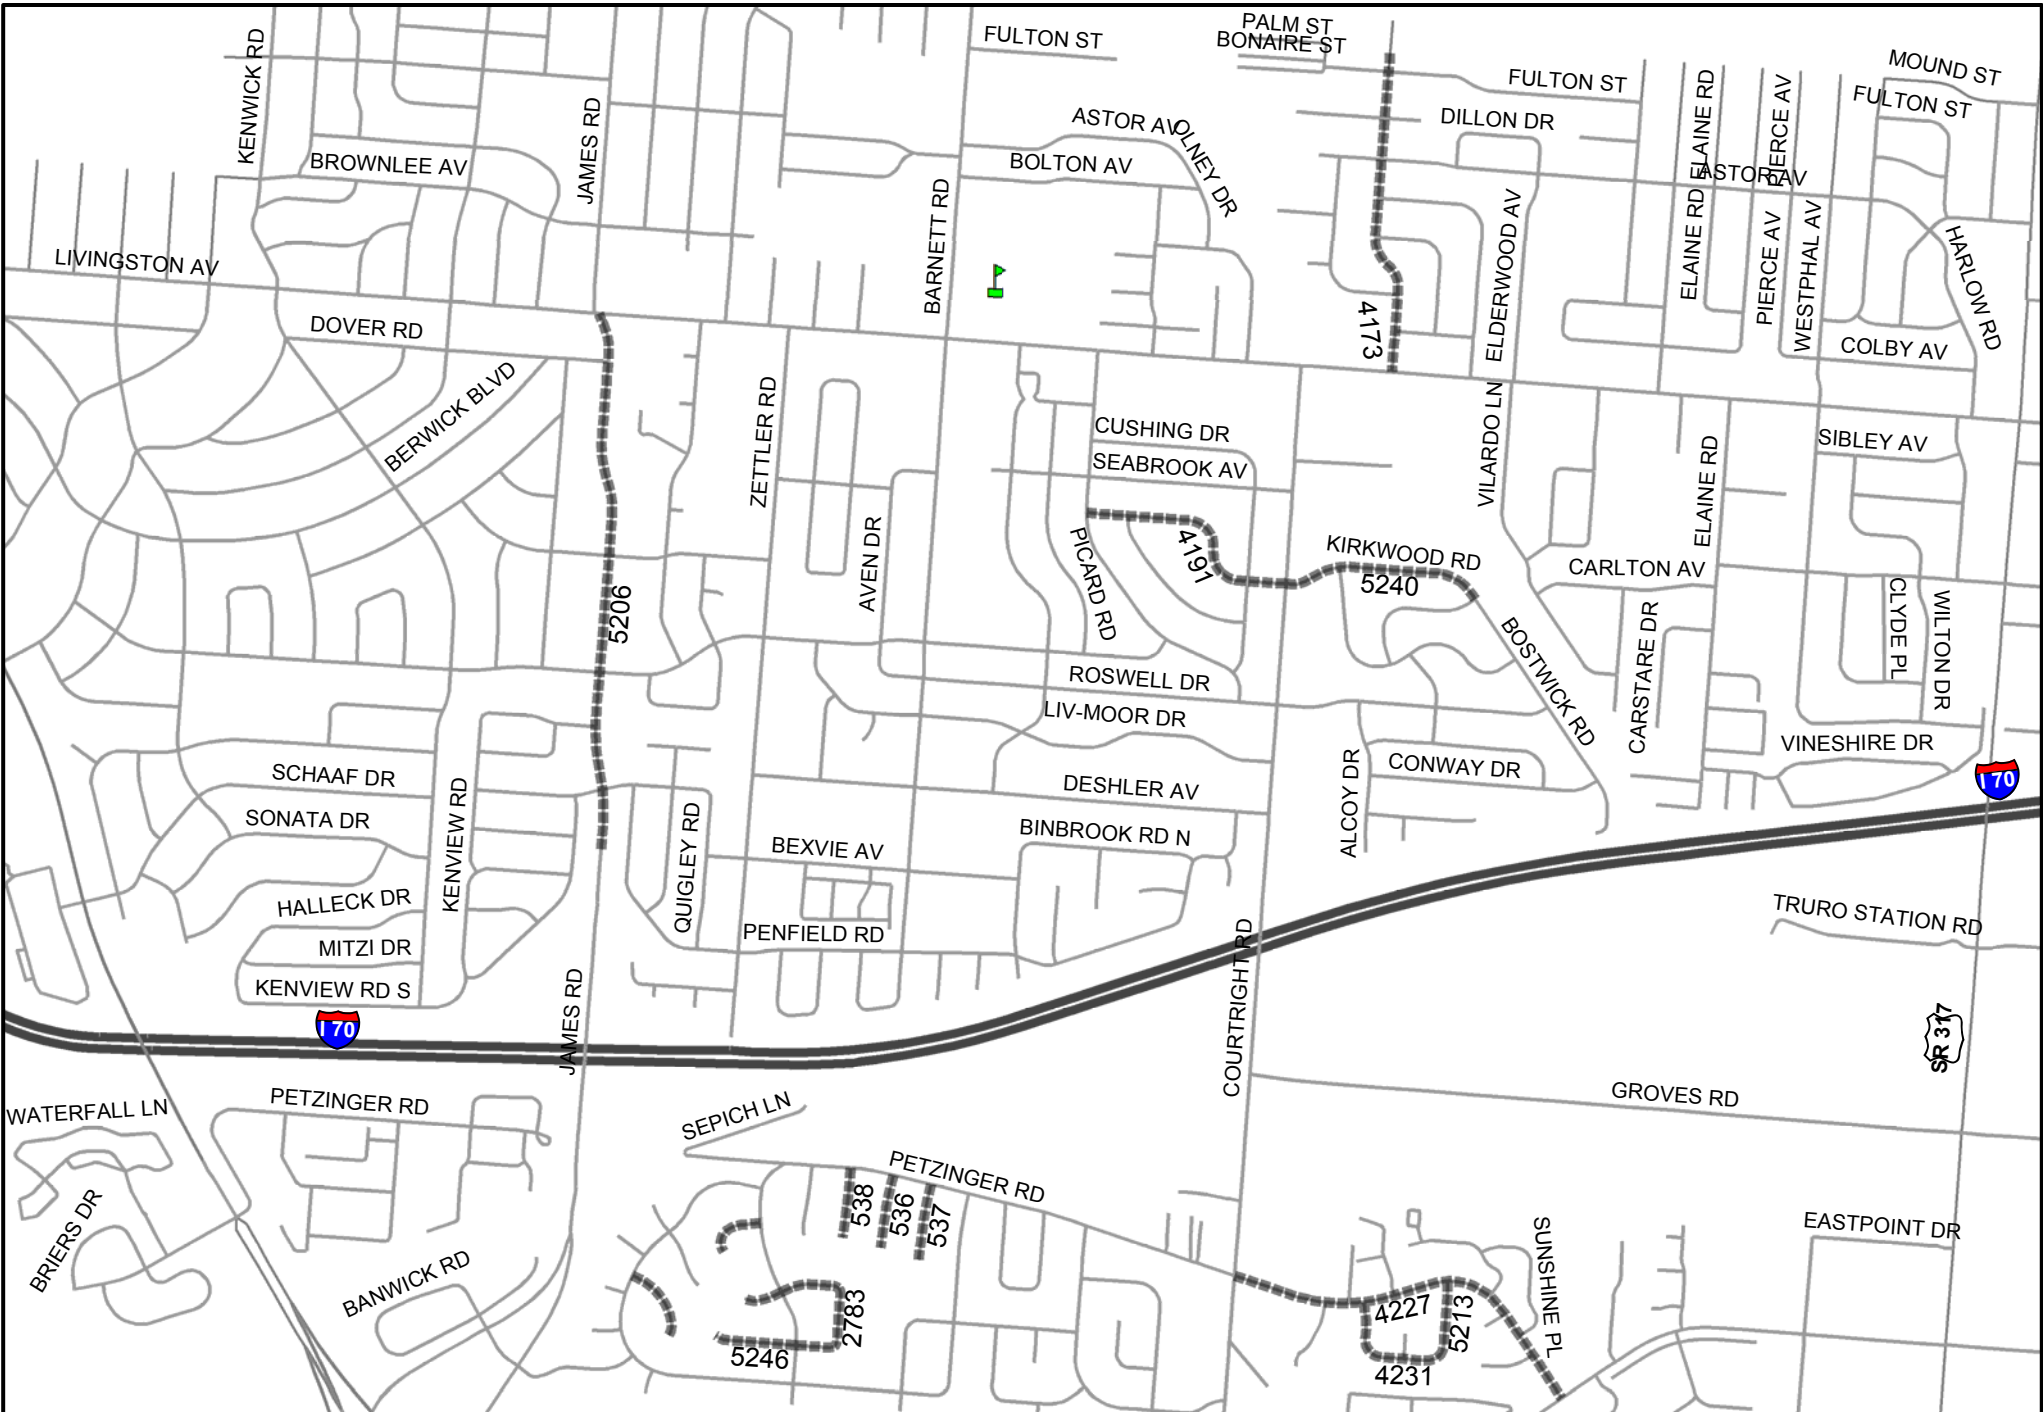 PALM ST
FULTON ST
BONAIRE ST
KENWICK RD
MOUND ST
FULTON ST
FULTON ST
ELAINE RD
PIERCE AV
ASTOR AV
OLNEY DR
DILLON DR
JAMES RD
BROWNLEE AV
BOLTON AV
ASTOR AV
BARNETT RD
ELDERWOOD AV
ELAINE RD
PIERCE AV
WESTPHAL AV
HARLOW RD
LIVINGSTON AV
DOVER RD
4173
COLBY AV
BERWICK BLVD
ZETTLER RD
CUSHING DR
SEABROOK AV
VILARDO LN
ELAINE RD
SIBLEY AV
AVEN DR
PICARD RD
4191
KIRKWOOD RD
5240
CARLTON AV
5206
CLYDE PL
WILTON DR
BOSTWICK RD
CARSTARE DR
ROSWELL DR
LIV-MOOR DR
VINESHIRE DR
SCHAAF DR
DESHLER AV
ALCOY DR
CONWAY DR
I 70
SONATA DR
KENVIEW RD
QUIGLEY RD
BEXVIE AV
BINBROOK RD N
HALLECK DR
PENFIELD RD
TRURO STATION RD
MITZI DR
KENVIEW RD S
JAMES RD
COURTRIGHT RD
I 70
SR 317
WATERFALL LN
PETZINGER RD
SEPICH LN
GROVES RD
PETZINGER RD
BRIERS DR
538
536
537
SUNSHINE PL
EASTPOINT DR
BANWICK RD
2783
5246
4227
5213
4231